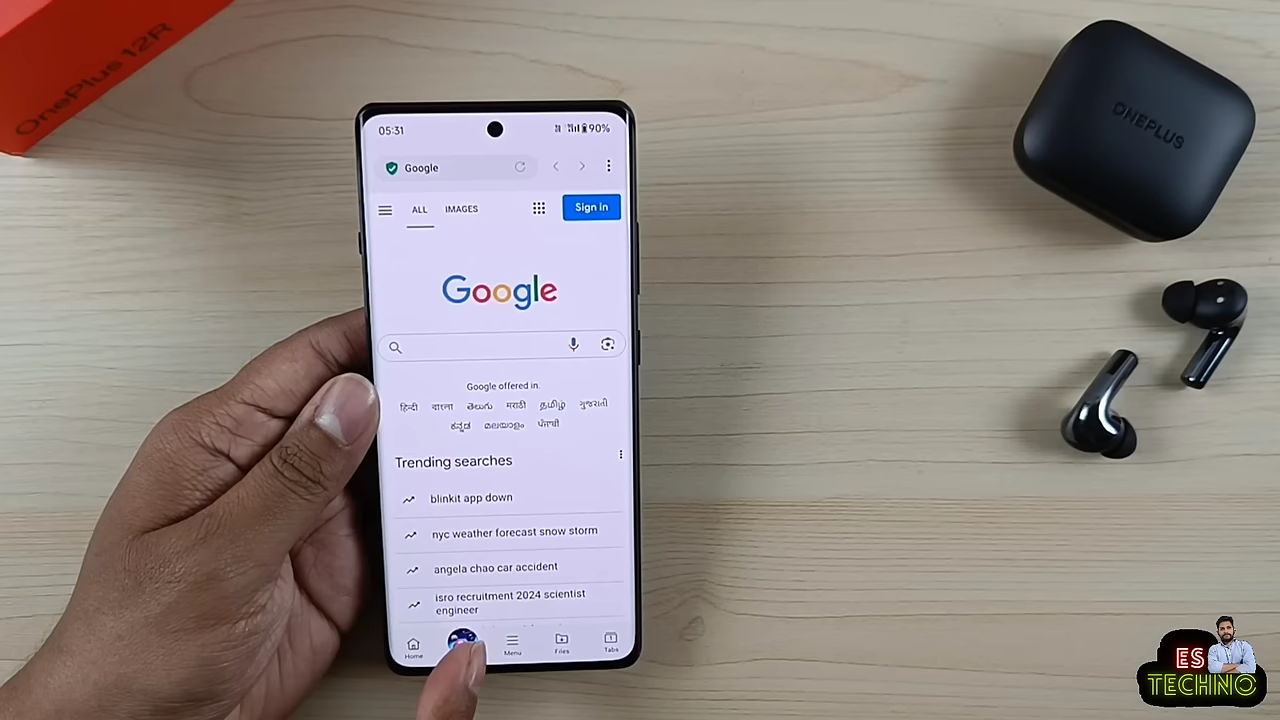 OnePlus 12R
ONEPLUS
05:31
90%
Google
ALL IMAGES
Sign in
Google
Google offered in:
हिन्दी বাংলা తెలుగు मराठी தமிழ் ગુજરાતી
ಕನ್ನಡ മലയാളം ਪੰਜਾਬੀ
Trending searches
blinkit app down
nyc weather forecast snow storm
angela chao car accident
isro recruitment 2024 scientist
engineer
Home
Menu
Files
Tabs
ES
TECHNO